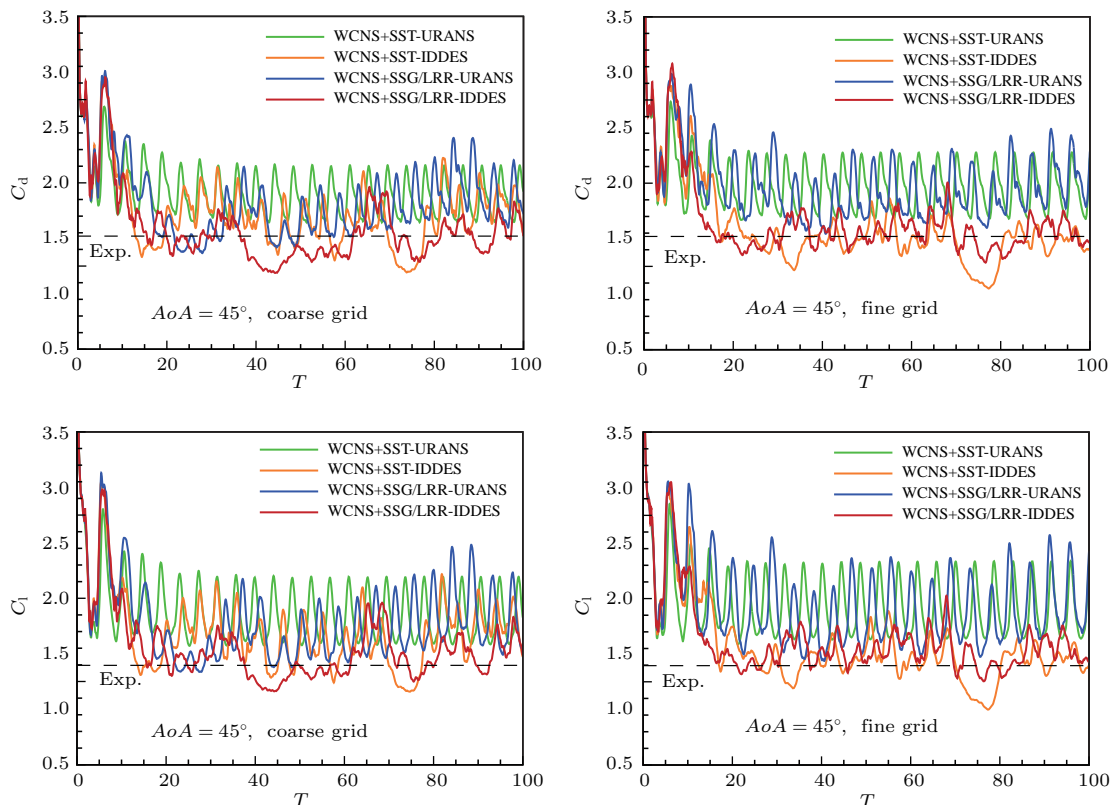 3.5
3.0
2.5
2.0
1.5
1.0
0.5
C_d
WCNS+SST-URANS
WCNS+SST-IDDES
WCNS+SSG/LRR-URANS
WCNS+SSG/LRR-IDDES
Exp.
AoA = 45°, coarse grid
0 20 40 60 80 100
T
3.5
3.0
2.5
2.0
1.5
1.0
0.5
C_d
WCNS+SST-URANS
WCNS+SST-IDDES
WCNS+SSG/LRR-URANS
WCNS+SSG/LRR-IDDES
Exp.
AoA = 45°, fine grid
0 20 40 60 80 100
T
3.5
3.0
2.5
2.0
1.5
1.0
0.5
C_l
WCNS+SST-URANS
WCNS+SST-IDDES
WCNS+SSG/LRR-URANS
WCNS+SSG/LRR-IDDES
Exp.
AoA = 45°, coarse grid
0 20 40 60 80 100
T
3.5
3.0
2.5
2.0
1.5
1.0
0.5
C_l
WCNS+SST-URANS
WCNS+SST-IDDES
WCNS+SSG/LRR-URANS
WCNS+SSG/LRR-IDDES
Exp.
AoA = 45°, fine grid
0 20 40 60 80 100
T